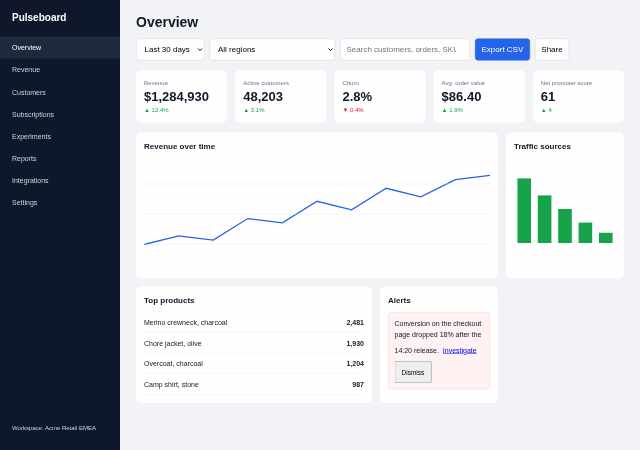 Pulseboard
Overview
Revenue
Customers
Subscriptions
Experiments
Reports
Integrations
Settings
Workspace: Acme Retail EMEA
Overview
Last 30 days
All regions
Search customers, orders, SKU
Export CSV
Share
Revenue
$1,284,930
▲ 12.4%
Active customers
48,203
▲ 3.1%
Churn
2.8%
▼ 0.4%
Avg. order value
$86.40
▲ 1.9%
Net promoter score
61
▲ 4
Revenue over time
Traffic sources
Top products
Merino crewneck, charcoal 2,481
Chore jacket, olive 1,930
Overcoat, charcoal 1,204
Camp shirt, stone 987
Alerts
Conversion on the checkout
page dropped 18% after the
14:20 release. Investigate
Dismiss